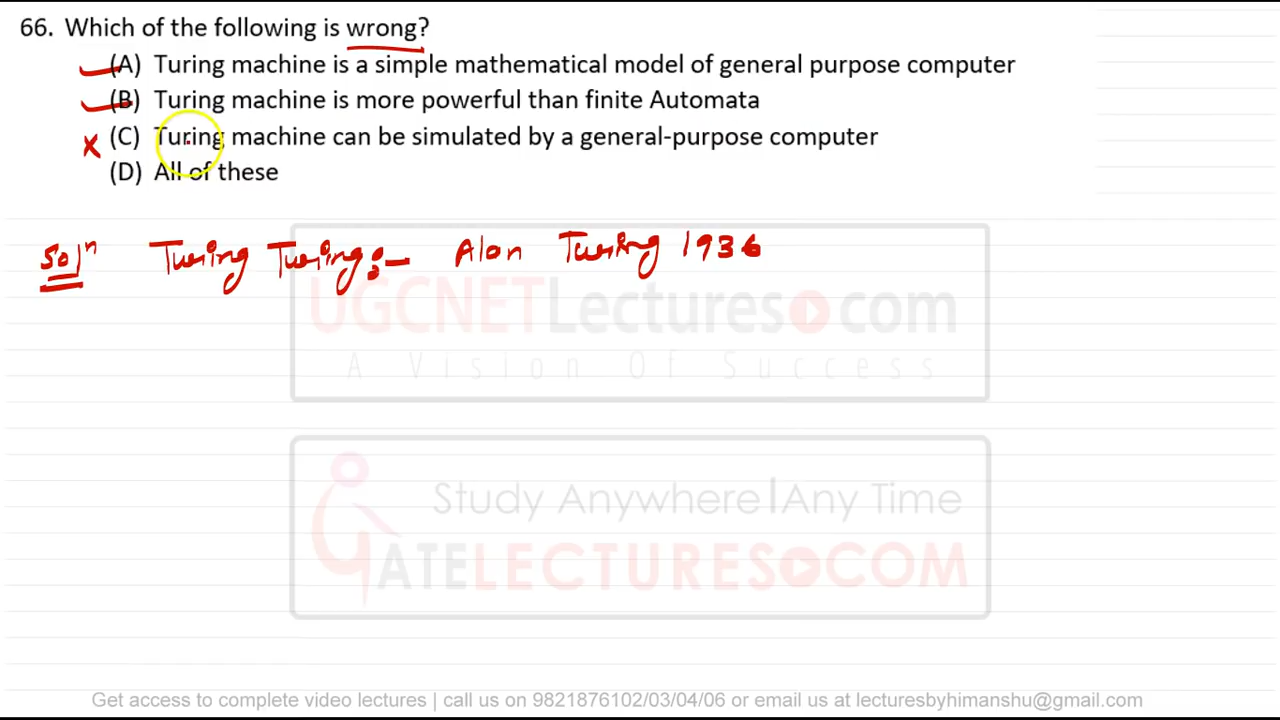 66. Which of the following is wrong?
(A) Turing machine is a simple mathematical model of general purpose computer
(B) Turing machine is more powerful than finite Automata
(C) Turing machine can be simulated by a general-purpose computer
(D) All of these
Solⁿ Turing Turing:- Alan Turing 1936
UGCNETLectures.com
A Vision Of Success
Study Anywhere|Any Time
GATELECTURES.COM
Get access to complete video lectures | call us on 9821876102/03/04/06 or email us at lecturesbyhimanshu@gmail.com